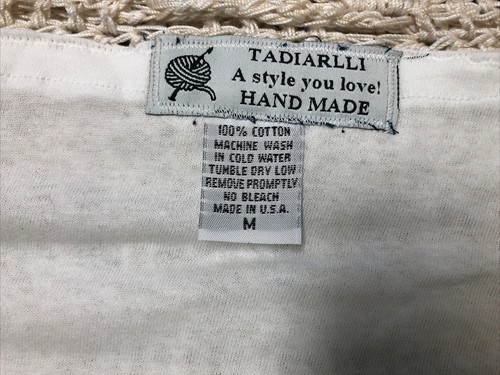 TADIARLLI
A style you love!
HAND MADE
100% COTTON
MACHINE WASH
IN COLD WATER
TUMBLE DRY LOW
REMOVE PROMPTLY
NO BLEACH
MADE IN U.S.A.
M